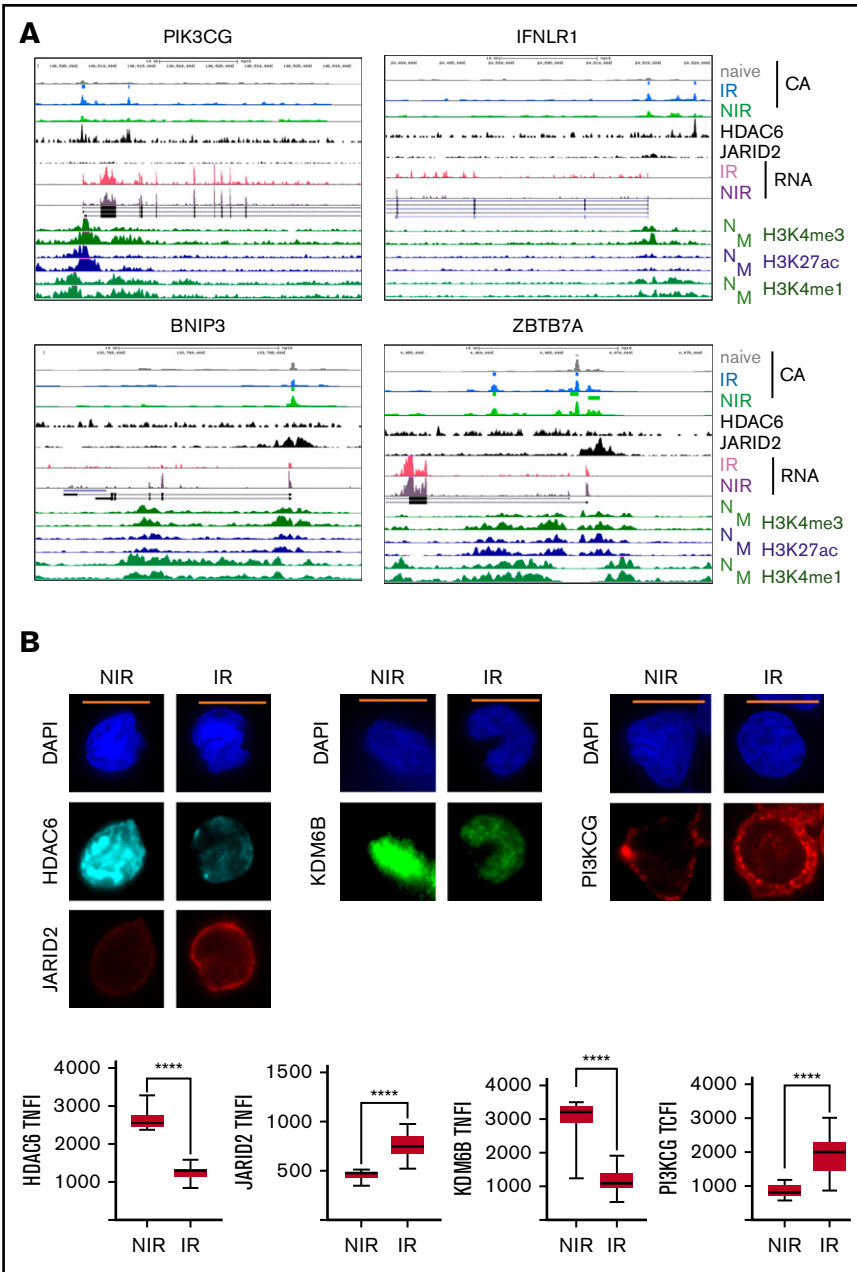 A
PIK3CG
IFNLR1
naive
IR
NIR
CA
HDAC6
JARID2
IR
NIR
RNA
N
M
H3K4me3
N
M
H3K27ac
N
M
H3K4me1
BNIP3
ZBTB7A
naive
IR
NIR
CA
HDAC6
JARID2
IR
NIR
RNA
N
M
H3K4me3
N
M
H3K27ac
N
M
H3K4me1
B
NIR IR
NIR IR
NIR IR
DAPI
DAPI
DAPI
HDAC6
KDM6B
PI3KCG
JARID2
HDAC6 TNFI
4000
3000
2000
1000
****
NIR IR
JARID2 TNFI
1500
1000
500
****
NIR IR
KDM6B TNFI
4000
3000
2000
1000
****
NIR IR
PI3KCG TCFI
4000
3000
2000
1000
****
NIR IR